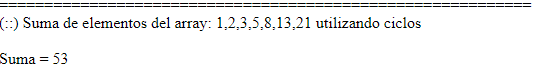 ==================================================================
(::) Suma de elementos del array: 1,2,3,5,8,13,21 utilizando ciclos
Suma = 53